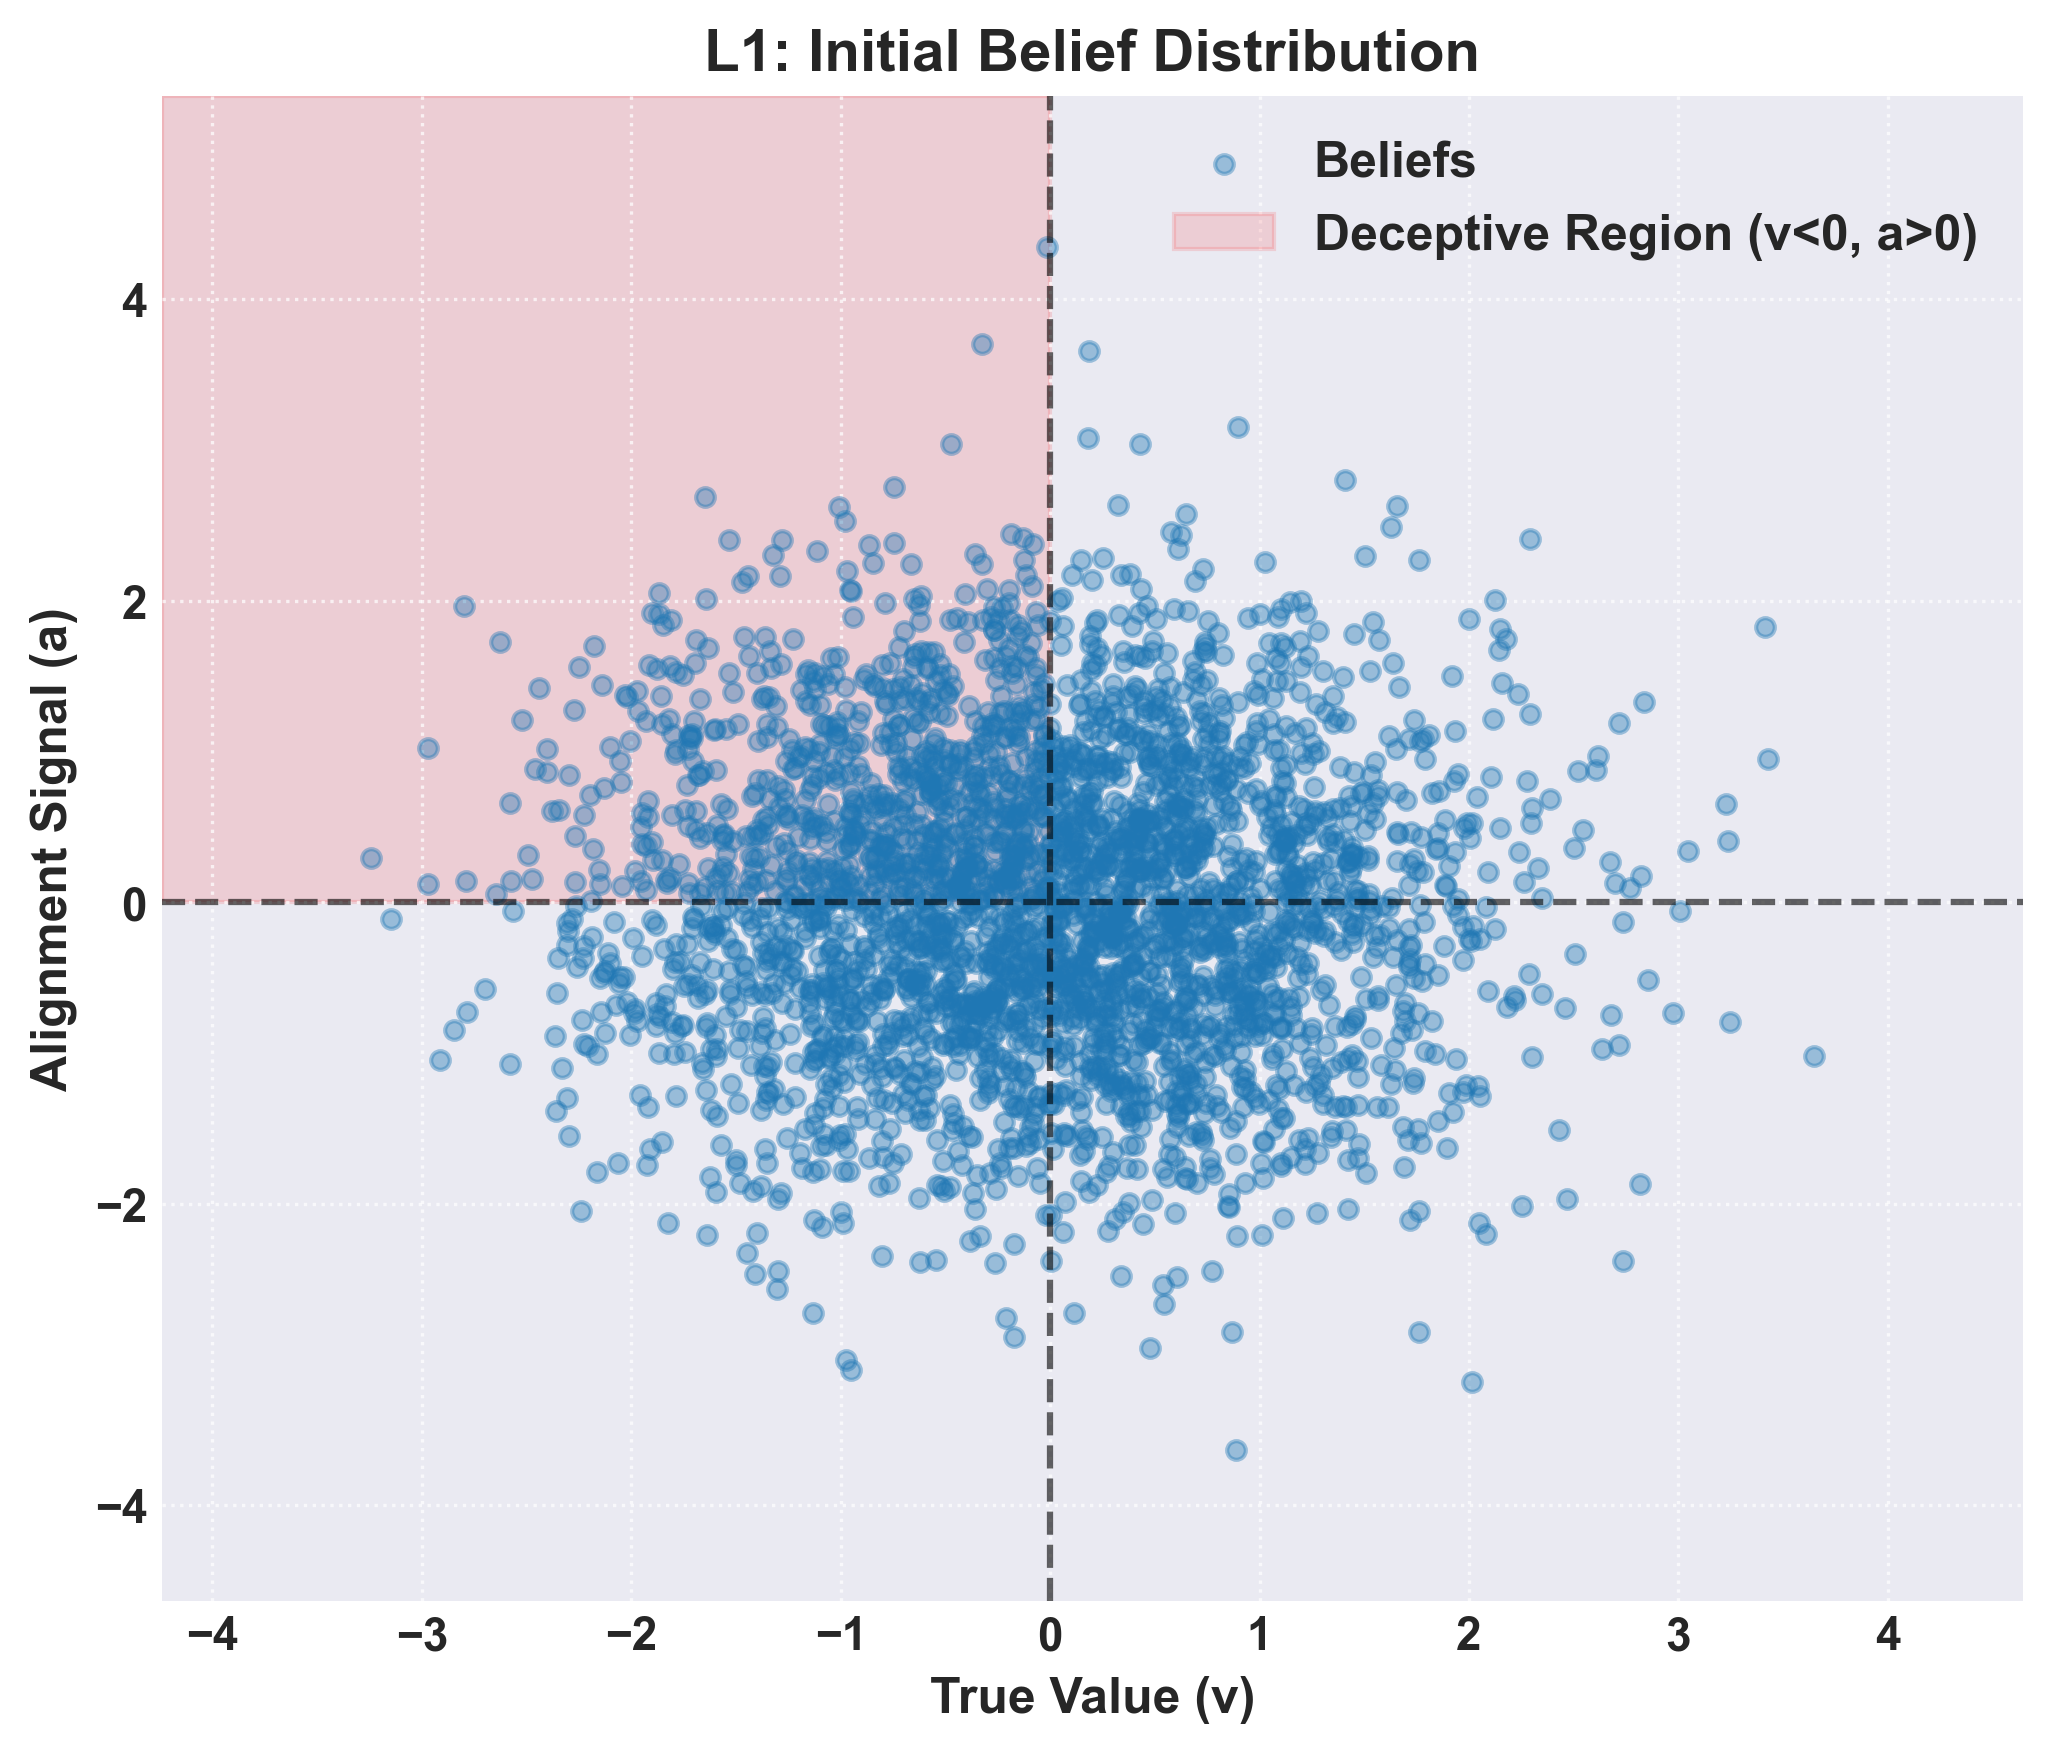 L1: Initial Belief Distribution
Beliefs
Deceptive Region (v<0, a>0)
Alignment Signal (a)
4
2
0
−2
−4
−4 −3 −2 −1 0 1 2 3 4
True Value (v)